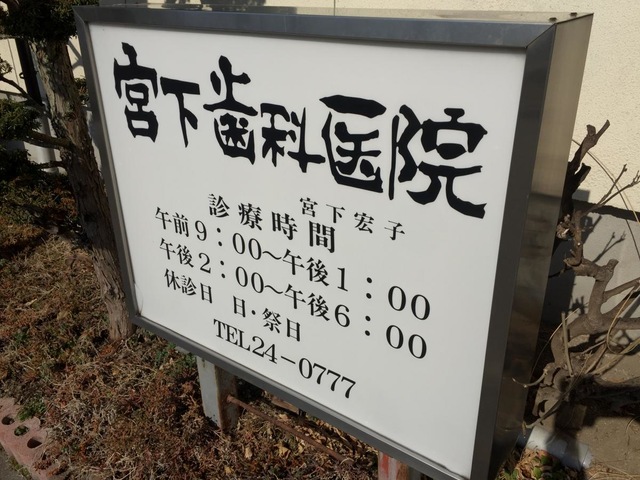 宮下歯科医院
宮下宏子
診療時間
午前9：00〜午後1：00
午後2：00〜午後6：00
休診日 日・祭日
TEL24-0777